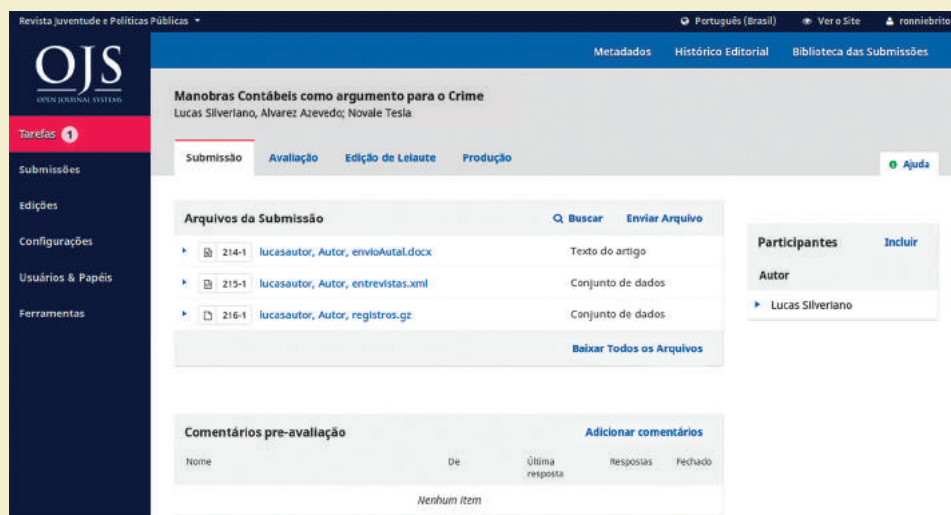 Revista Juventude e Políticas Públicas
Português (Brasil)
Ver o Site
ronniebrito
OJS
OPEN JOURNAL SYSTEMS
Metadados
Histórico Editorial
Biblioteca das Submissões
Manobras Contábeis como argumento para o Crime
Lucas Silveriano, Alvarez Azevedo; Novale Tesla
Tarefas 1
Submissões
Edições
Configurações
Usuários & Papéis
Ferramentas
Submissão
Avaliação
Edição de Leiaute
Produção
Ajuda
Arquivos da Submissão
Buscar
Enviar Arquivo
214-1 lucasautor, Autor, envioAutal.docx Texto do artigo
215-1 lucasautor, Autor, entrevistas.xml Conjunto de dados
216-1 lucasautor, Autor, registros.gz Conjunto de dados
Baixar Todos os Arquivos
Participantes
Incluir
Autor
Lucas Silveriano
Comentários pre-avaliação
Adicionar comentários
Nome
De
Última
resposta
Respostas
Fechado
Nenhum item